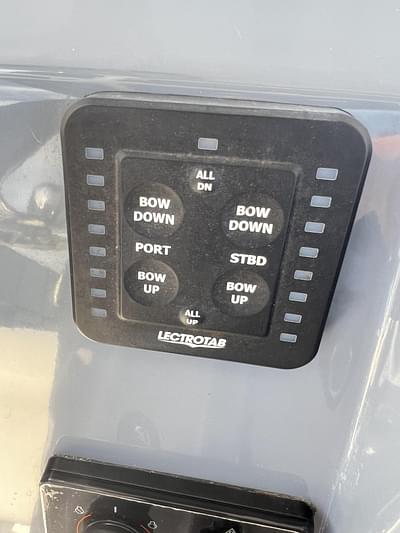 ALL
DN
BOW
DOWN
BOW
DOWN
PORT
STBD
BOW
UP
BOW
UP
ALL
UP
LECTROTAB